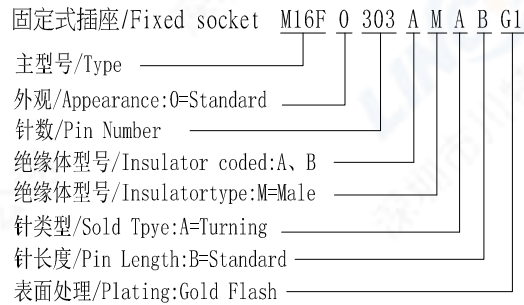 固定式插座/Fixed socket M16F 0 303 A M A B G1
主型号/Type
外观/Appearance:0=Standard
针数/Pin Number
绝缘体型号/Insulator coded:A、B
绝缘体型号/Insulatortype:M=Male
针类型/Sold Tpye:A=Turning
针长度/Pin Length:B=Standard
表面处理/Plating:Gold Flash